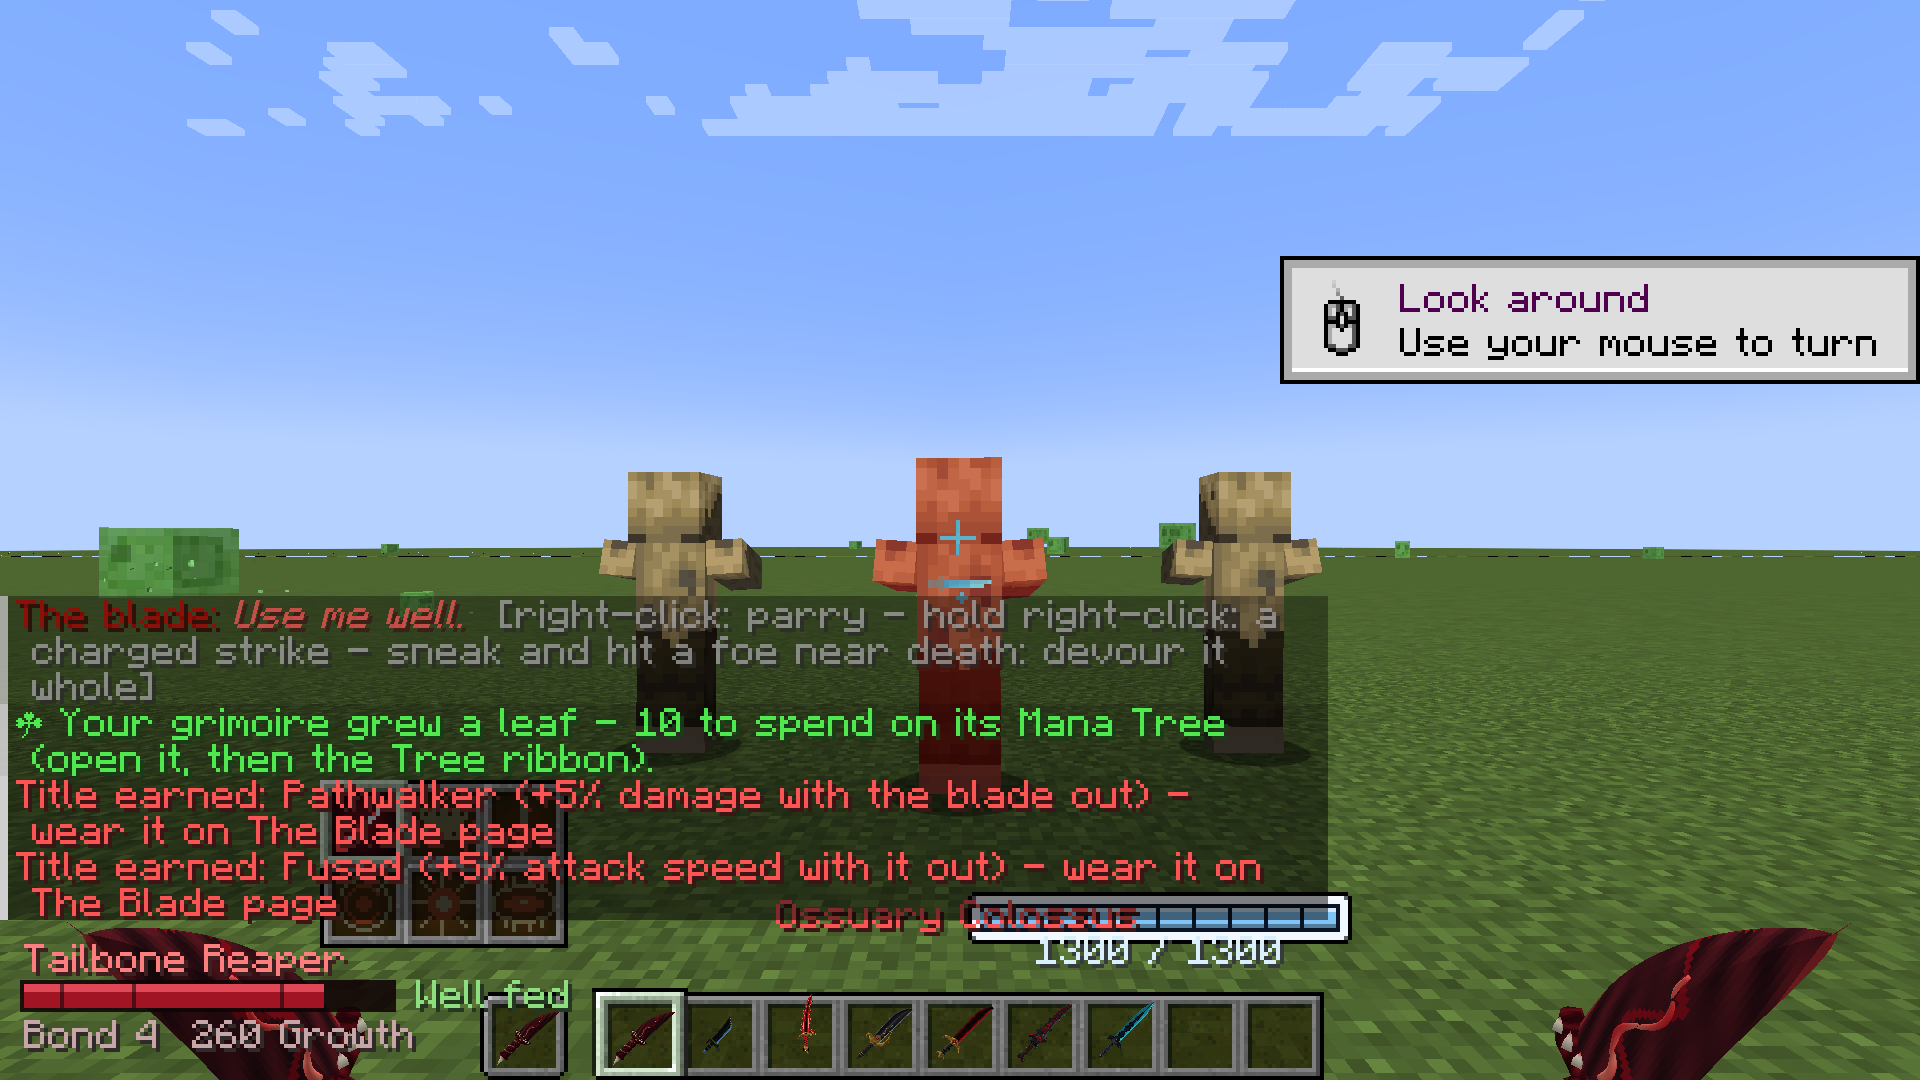 Look around
Use your mouse to turn
The blade: Use me well. [right-click: parry - hold right-click: a
charged strike - sneak and hit a foe near death: devour it
whole]
☘ Your grimoire grew a leaf - 10 to spend on its Mana Tree
(open it, then the Tree ribbon).
Title earned: Pathwalker (+5% damage with the blade out) -
wear it on The Blade page
Title earned: Fused (+5% attack speed with it out) - wear it on
The Blade page
Ossuary Colossus
1300 / 1300
Tailbone Reaper
Well fed
Bond 4 260 Growth